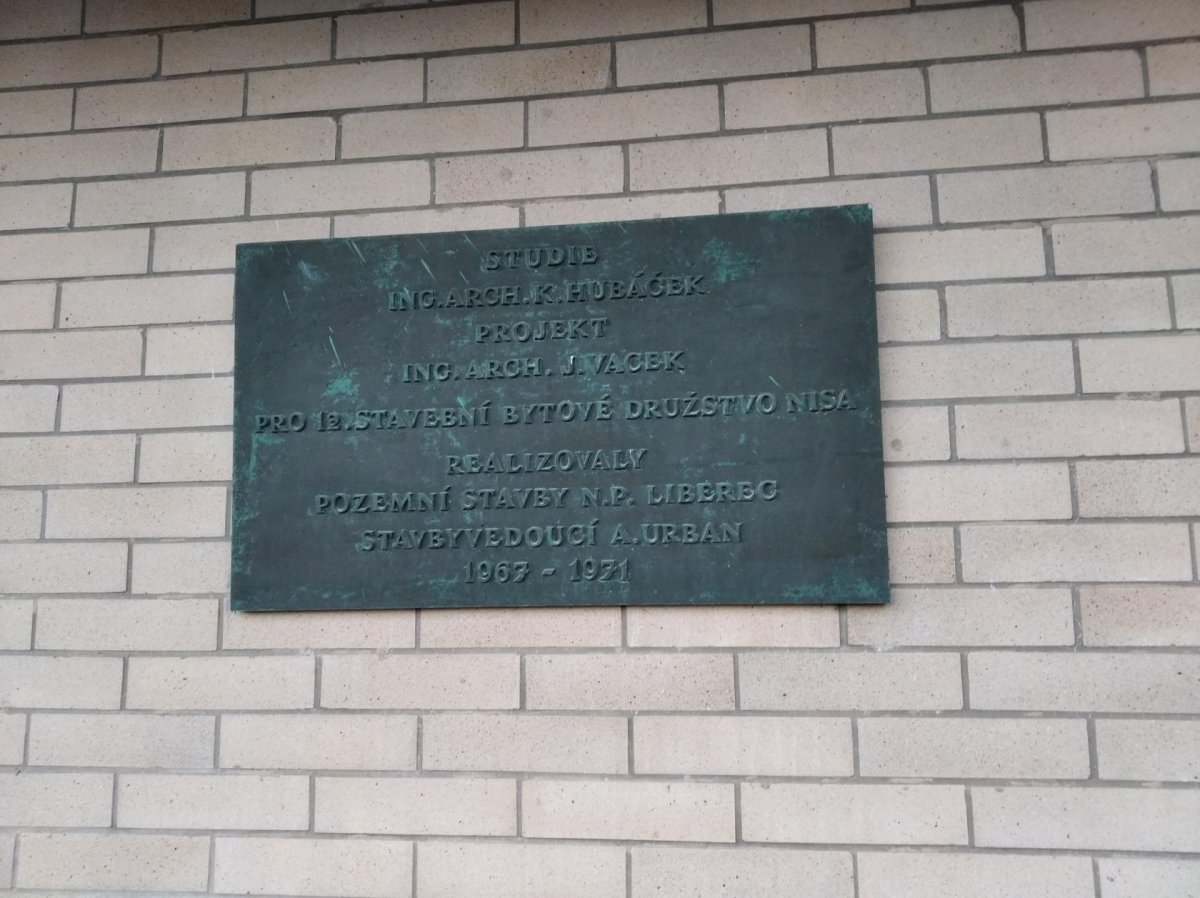 STUDIE
ING.ARCH.K.HUBÁČEK
PROJEKT
ING.ARCH. J.VACEK
PRO 12.STAVEBNÍ BYTOVÉ DRUŽSTVO NISA
REALIZOVALY
POZEMNÍ STAVBY N.P. LIBEREC
STAVBYVEDOUCÍ A.URBAN
1967 - 1971